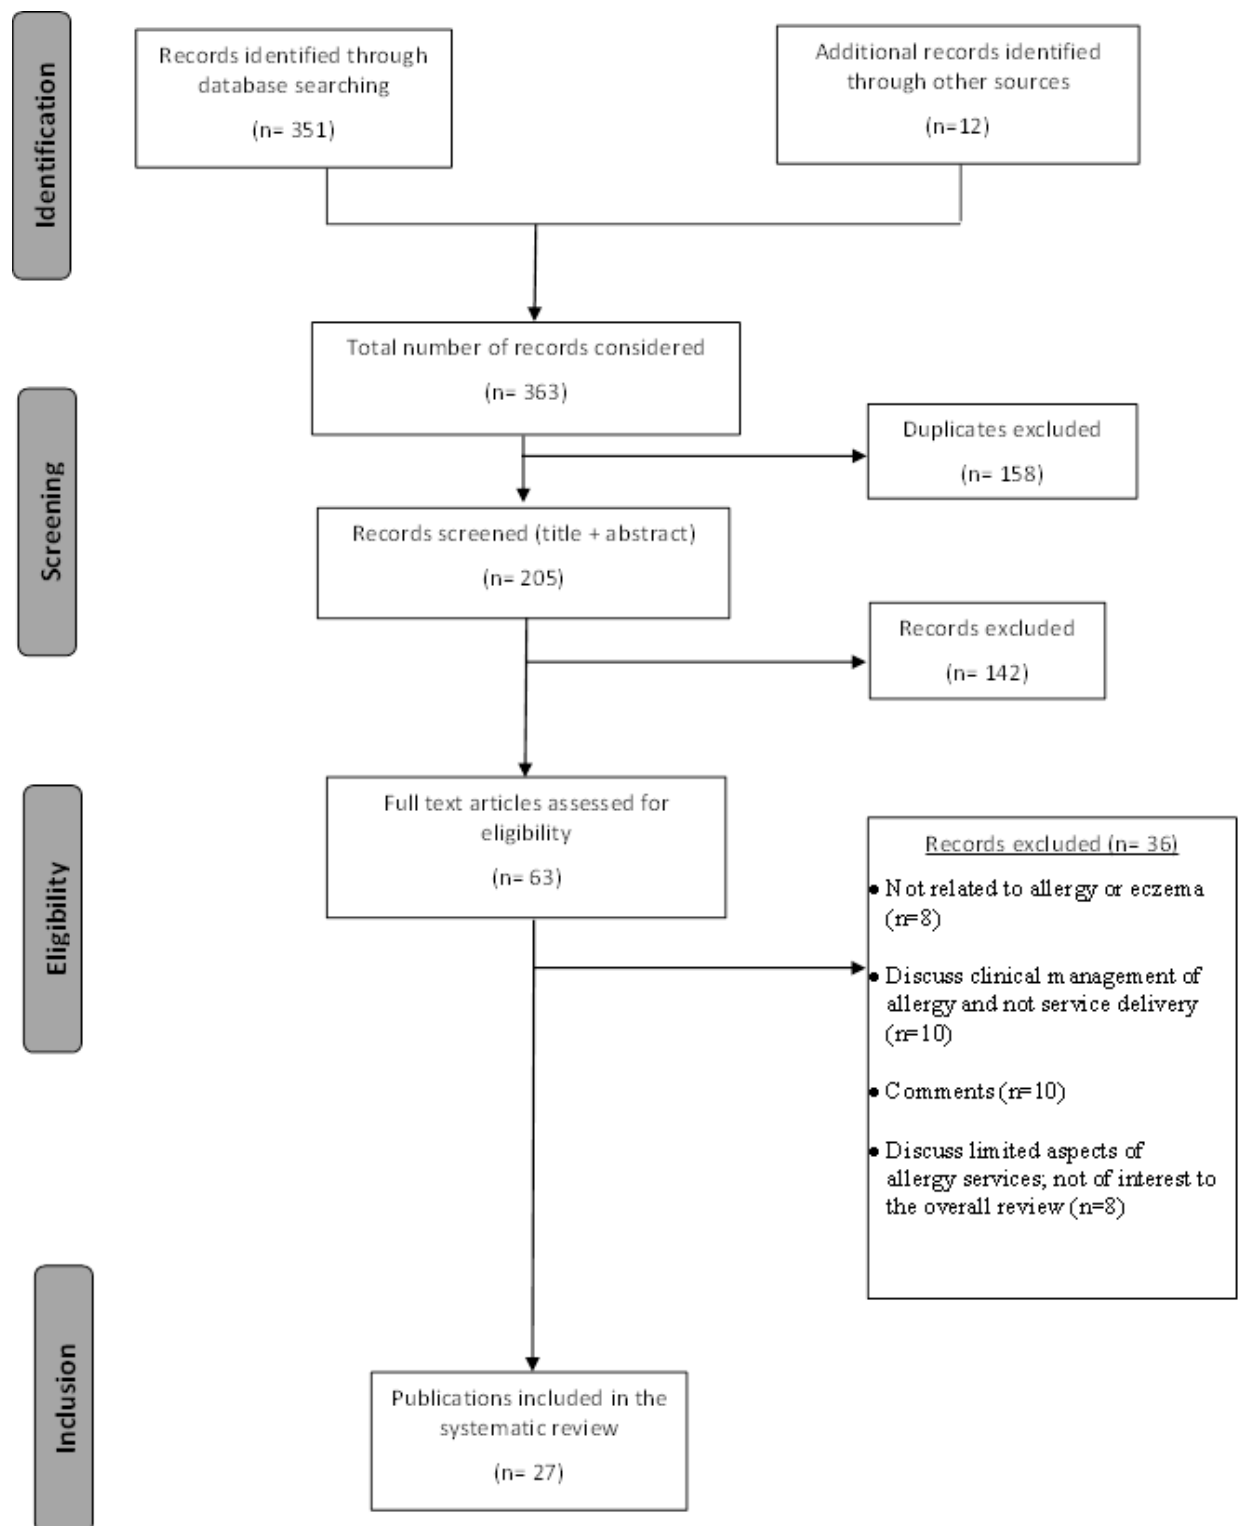 Identification
Records identified through
database searching
(n= 351)
Additional records identified
through other sources
(n=12)
Total number of records considered
(n= 363)
Screening
Duplicates excluded
(n= 158)
Records screened (title + abstract)
(n= 205)
Records excluded
(n= 142)
Eligibility
Full text articles assessed for
eligibility
(n= 63)
Records excluded (n= 36)
● Not related to allergy or eczema
(n=8)
● Discuss clinical management of
allergy and not service delivery
(n=10)
● Comments (n=10)
● Discuss limited aspects of
allergy services; not of interest to
the overall review (n=8)
Inclusion
Publications included in the
systematic review
(n= 27)